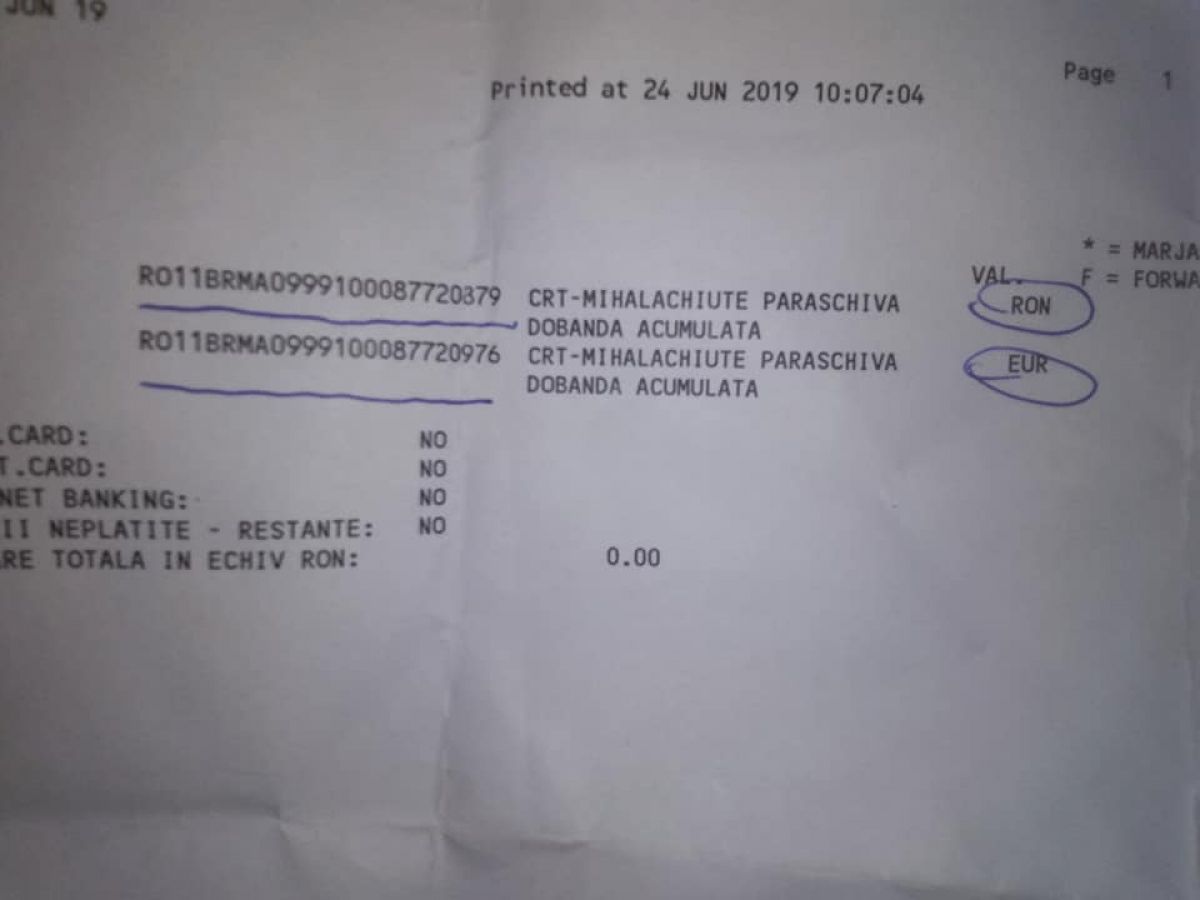 JUN 19
Page 1
Printed at 24 JUN 2019 10:07:04
* = MARJA
VAL. F = FORWA
RO11BRMA0999100087720379 CRT-MIHALACHIUTE PARASCHIVA RON
DOBANDA ACUMULATA
RO11BRMA0999100087720976 CRT-MIHALACHIUTE PARASCHIVA EUR
DOBANDA ACUMULATA
.CARD: NO
T.CARD: NO
NET BANKING: NO
II NEPLATITE - RESTANTE: NO
RE TOTALA IN ECHIV RON: 0.00